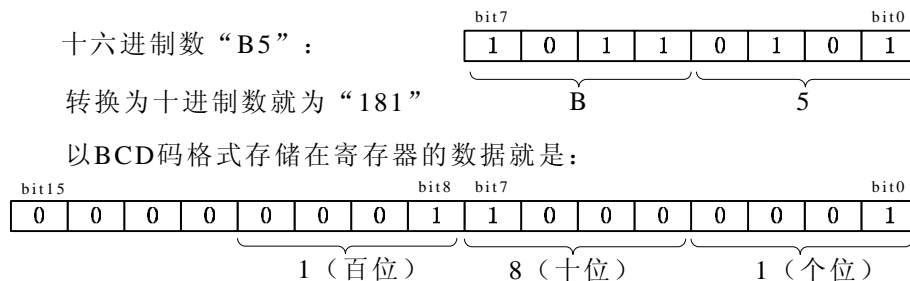 bit7 bit0
十六进制数“B5”： 1 0 1 1 0 1 0 1
B 5
转换为十进制数就为“181”
以BCD码格式存储在寄存器的数据就是：
bit15 bit8 bit7 bit0
0 0 0 0 0 0 0 1 1 0 0 0 0 0 0 1
1（百位） 8（十位） 1（个位）